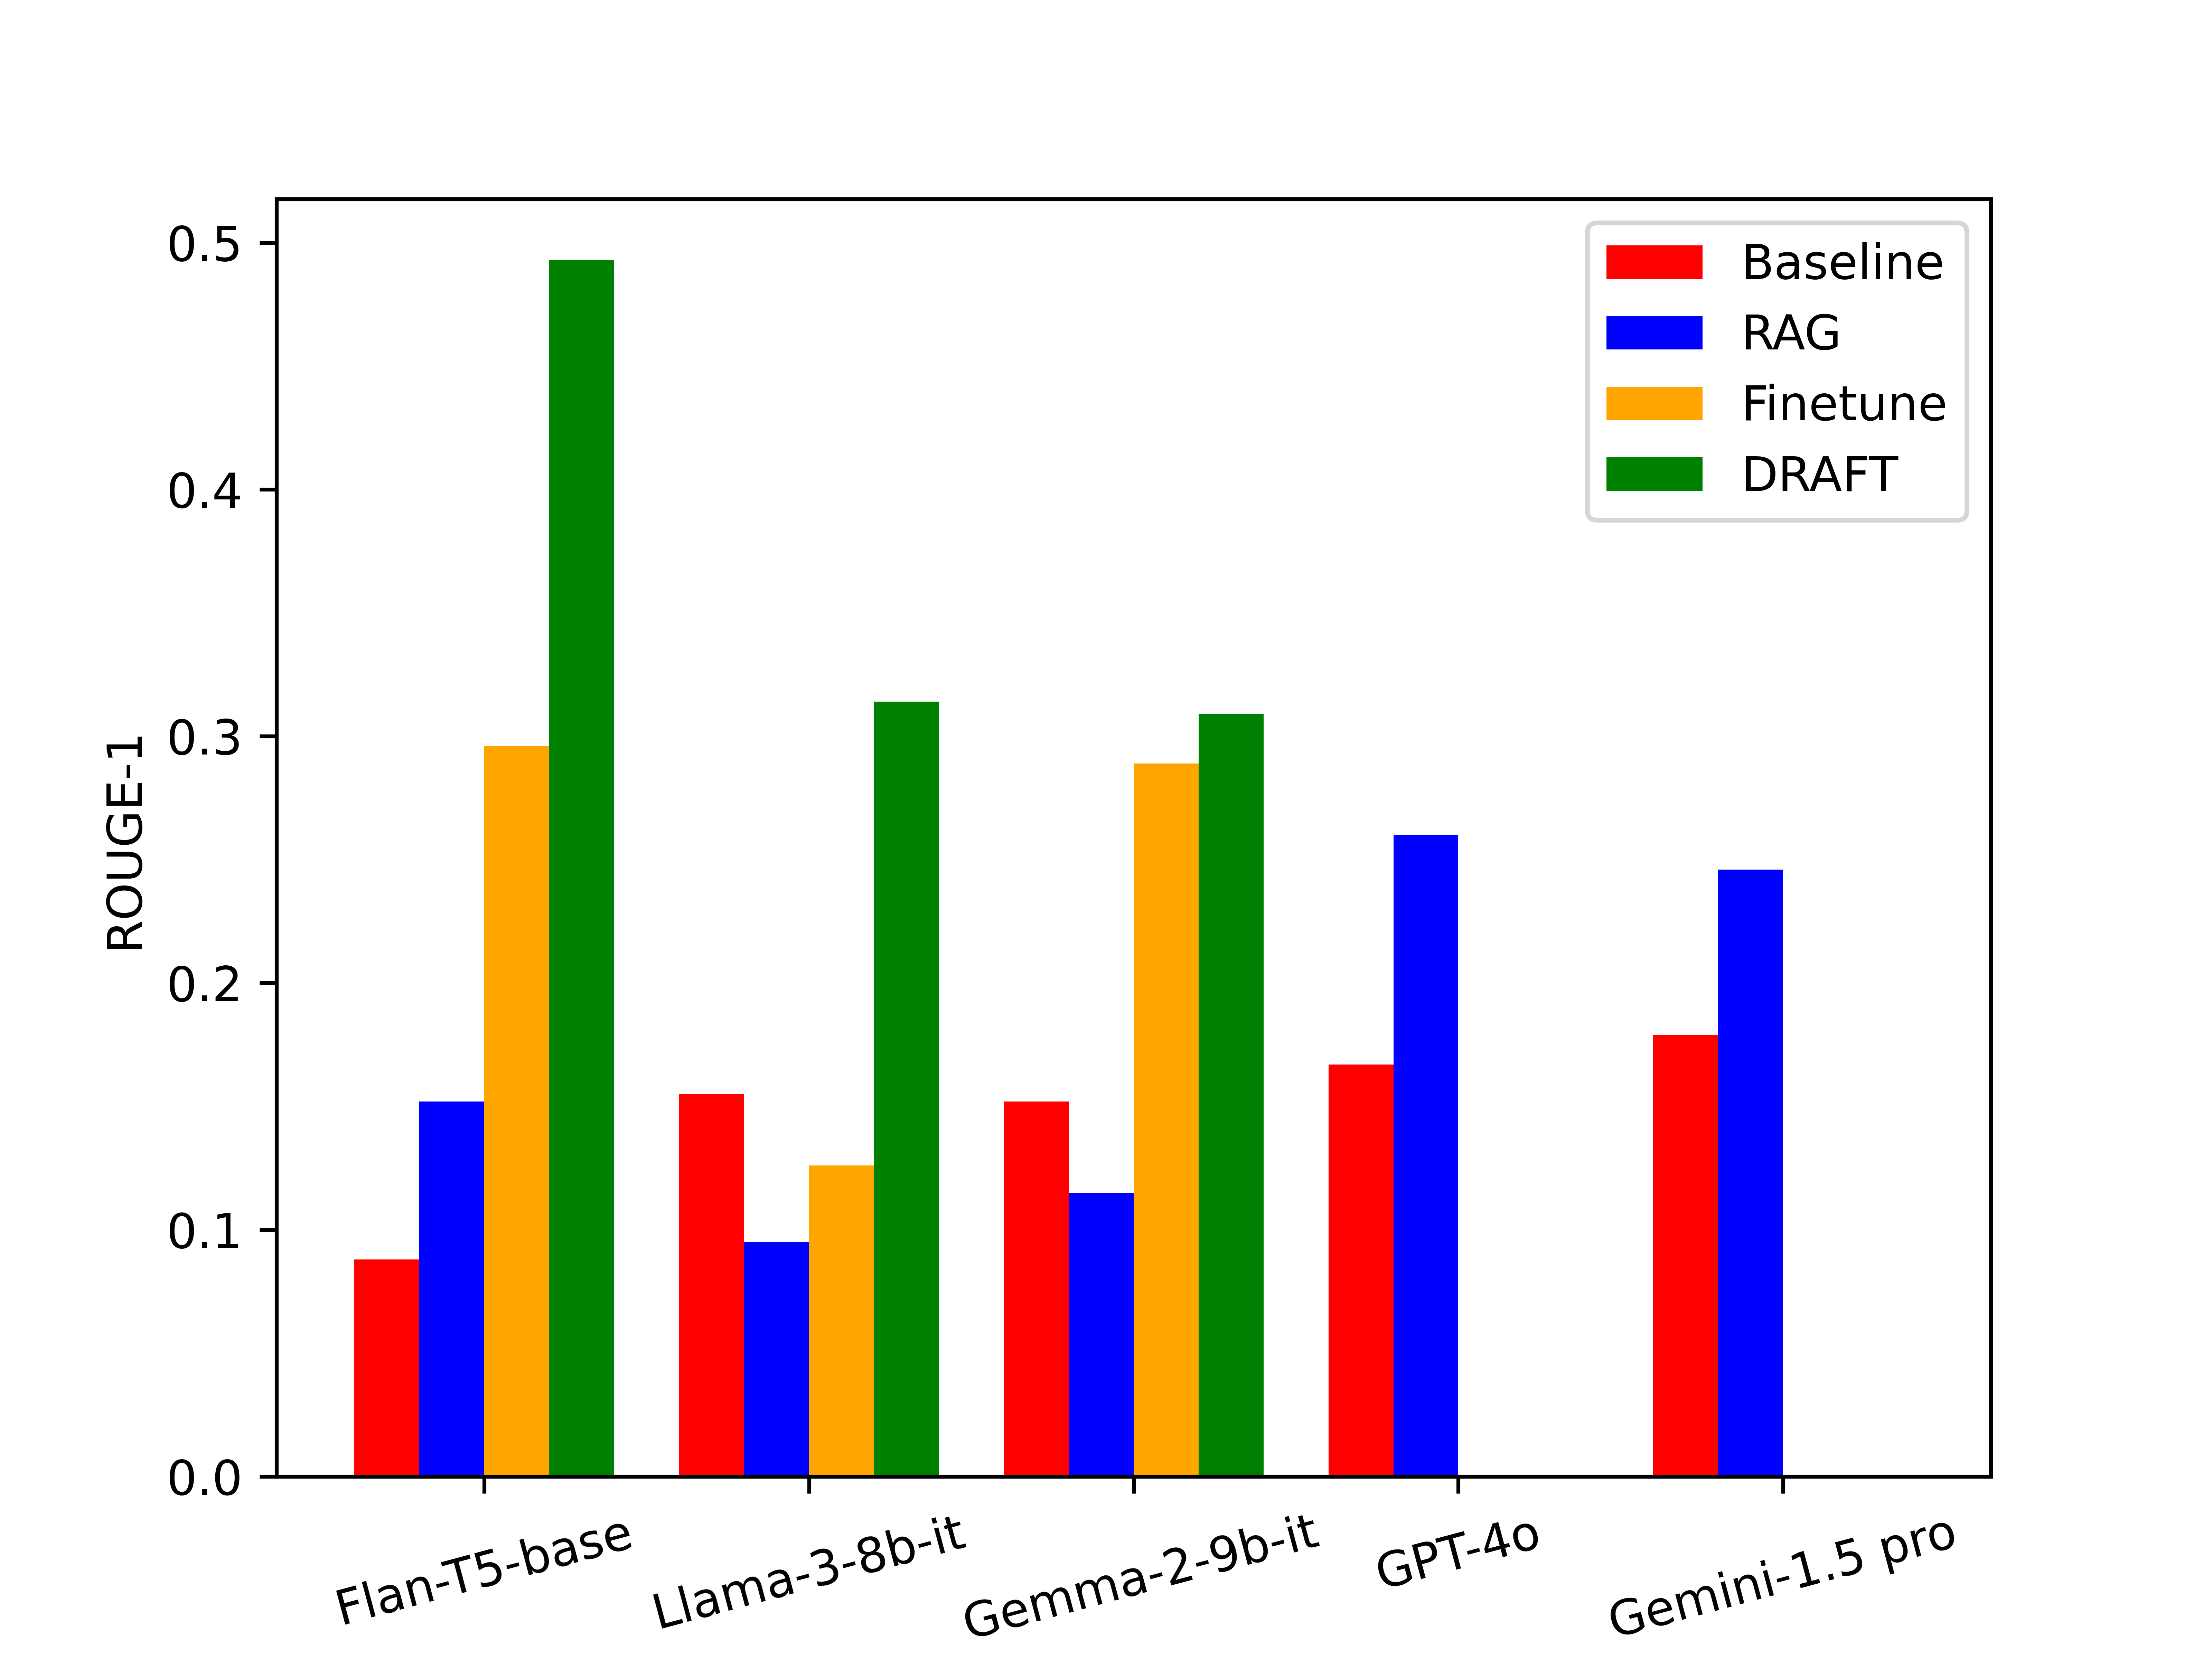 0.5
0.4
0.3
0.2
0.1
0.0
ROUGE-1
Baseline
RAG
Finetune
DRAFT
Flan-T5-base
Llama-3-8b-it
Gemma-2-9b-it
GPT-4o
Gemini-1.5 pro